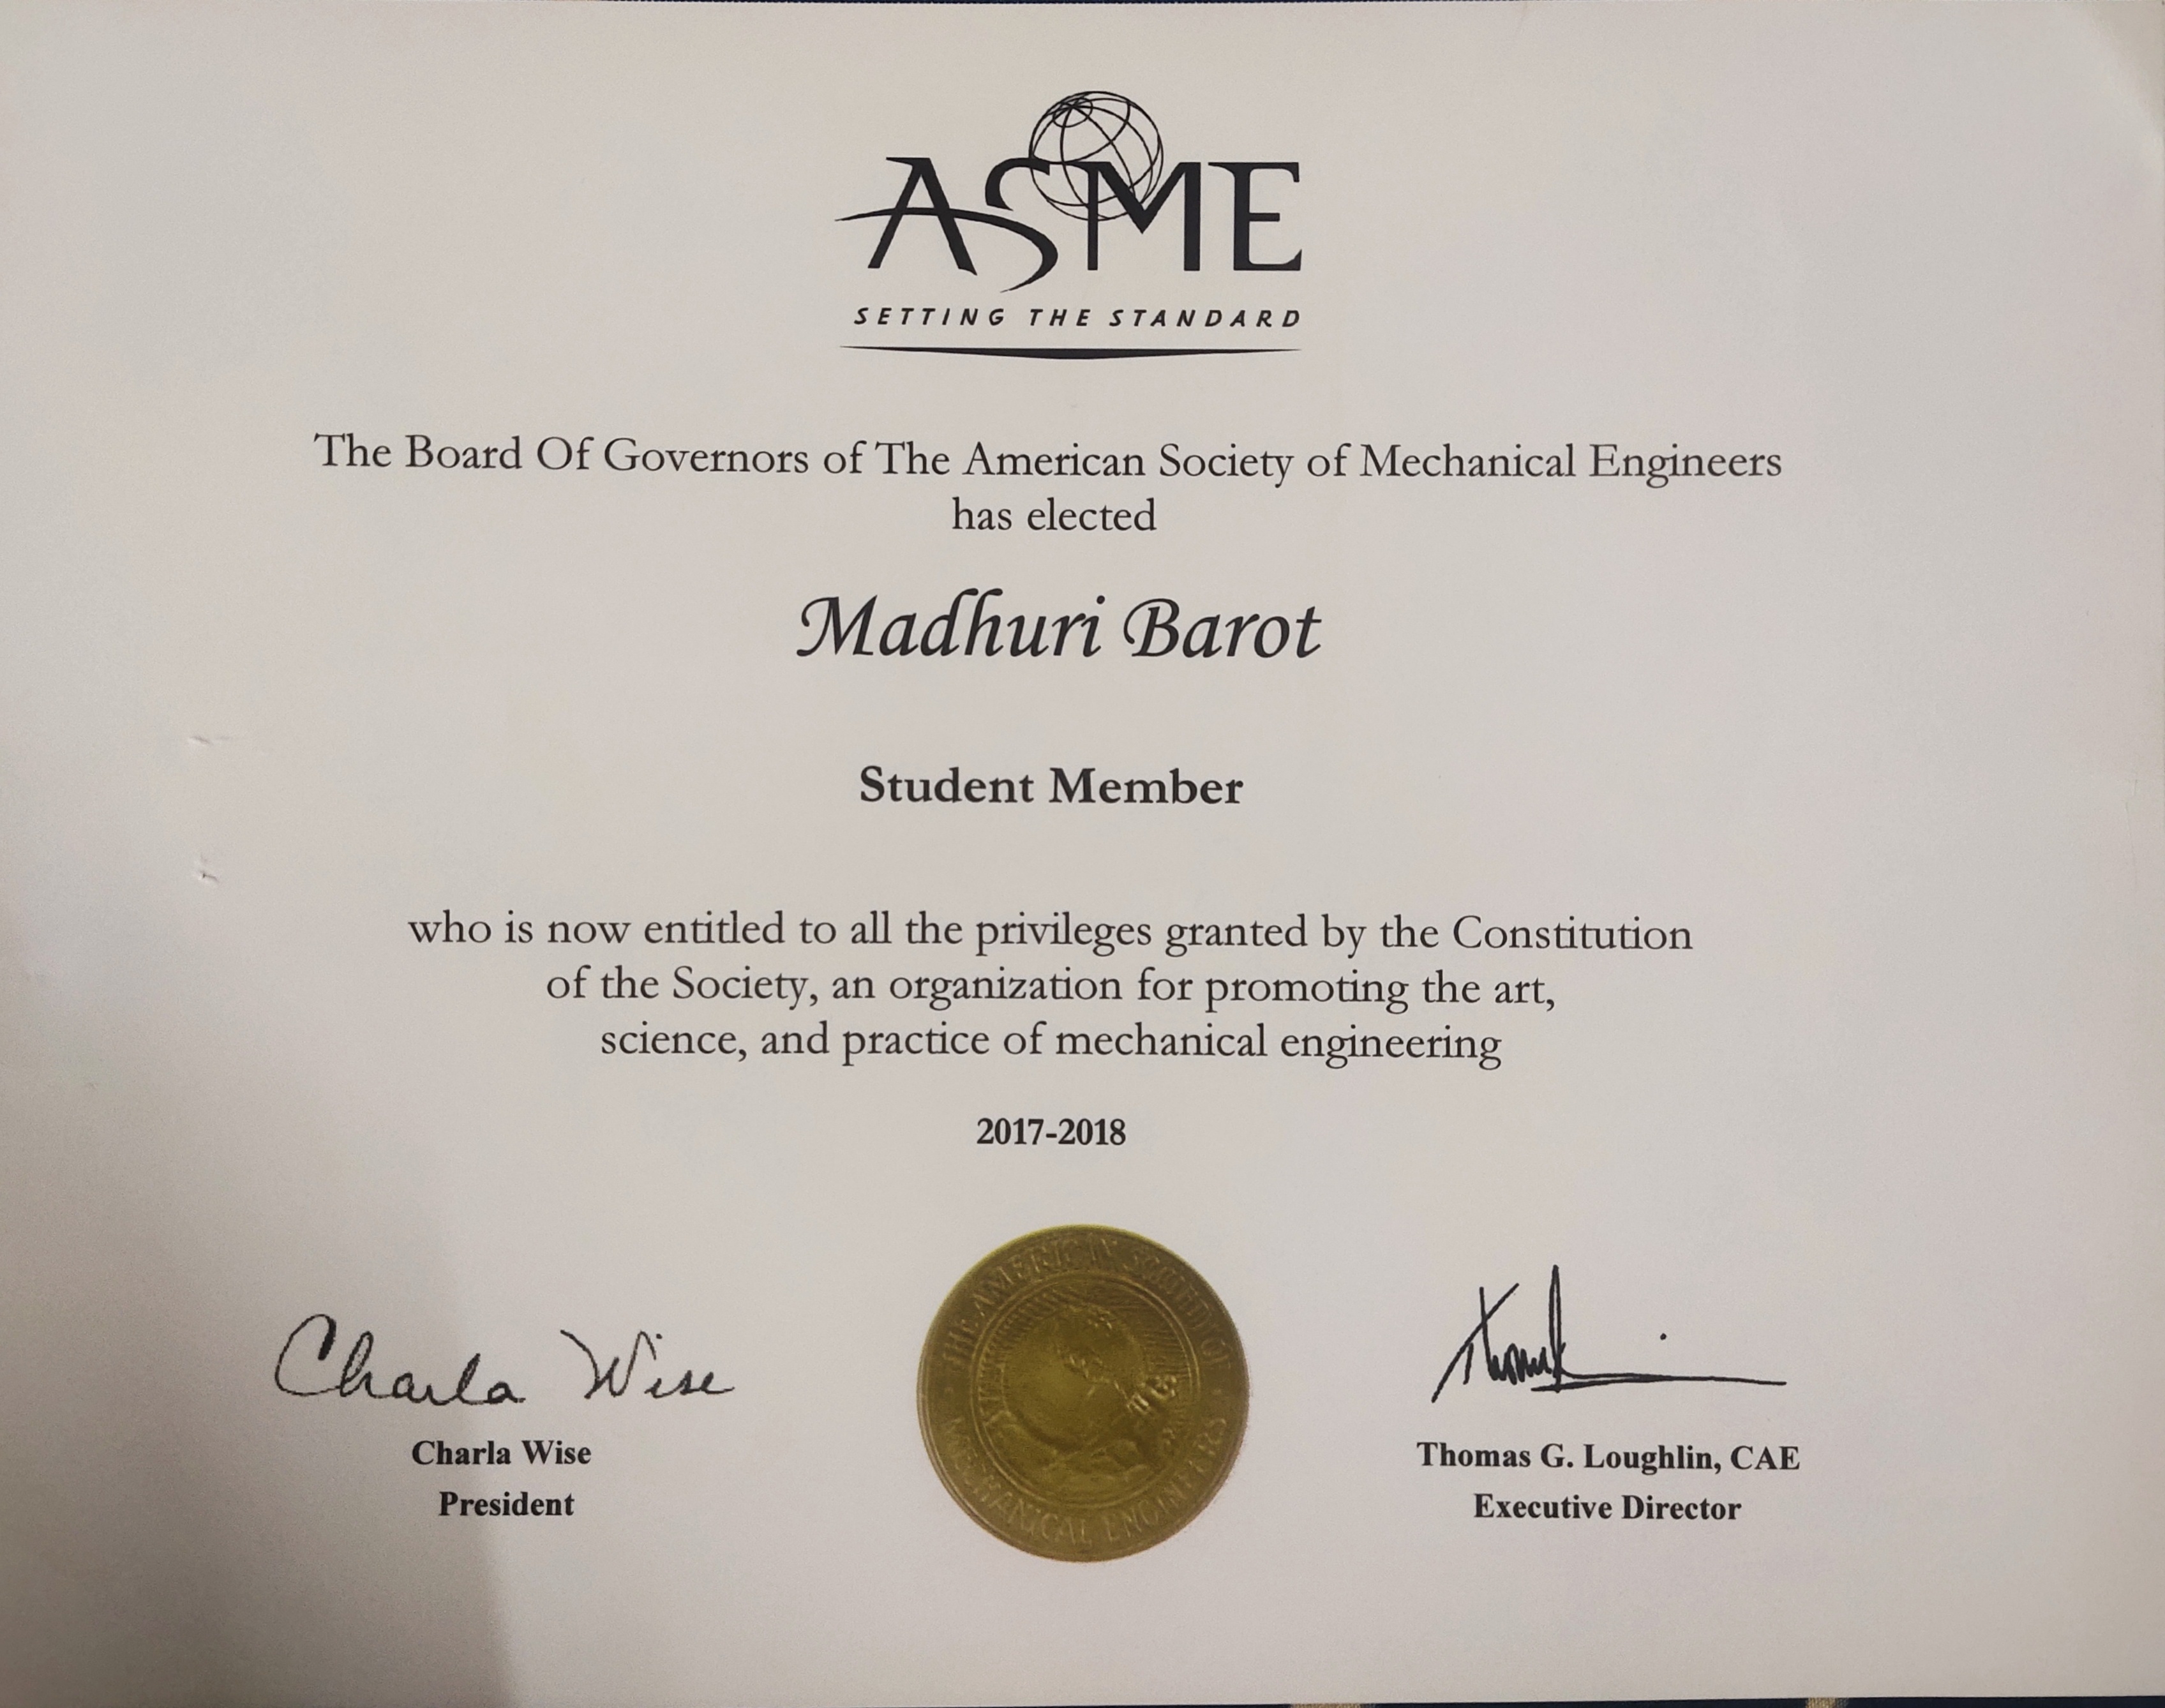 ASME
SETTING THE STANDARD
The Board Of Governors of The American Society of Mechanical Engineers
has elected
Madhuri Barot
Student Member
who is now entitled to all the privileges granted by the Constitution
of the Society, an organization for promoting the art,
science, and practice of mechanical engineering
2017-2018
THE AMERICAN SOCIETY OF
MECHANICAL ENGINEERS
Charla Wise
Charla Wise
President
Thomas G. Loughlin, CAE
Executive Director